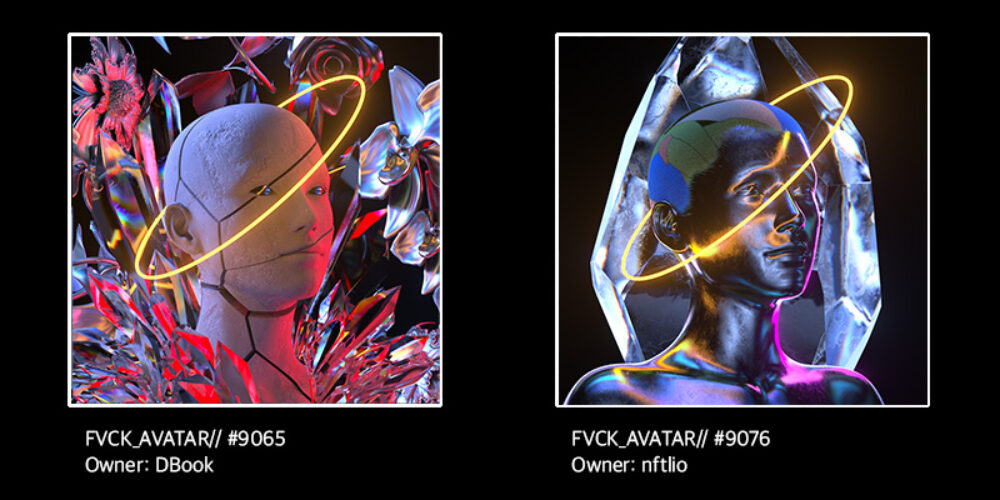 FVCK_AVATAR// #9065
Owner: DBook
FVCK_AVATAR// #9076
Owner: nftlio